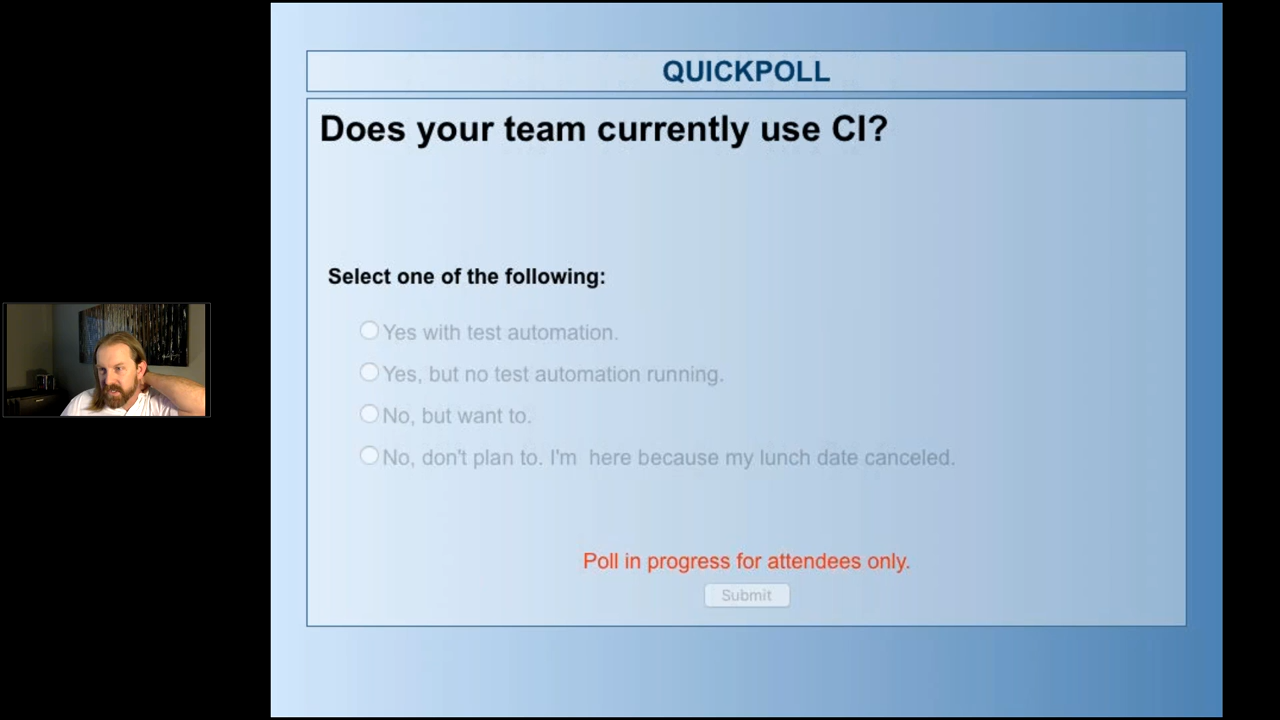 QUICKPOLL
Does your team currently use CI?
Select one of the following:
Yes with test automation.
Yes, but no test automation running.
No, but want to.
No, don't plan to. I'm  here because my lunch date canceled.
Poll in progress for attendees only.
Submit